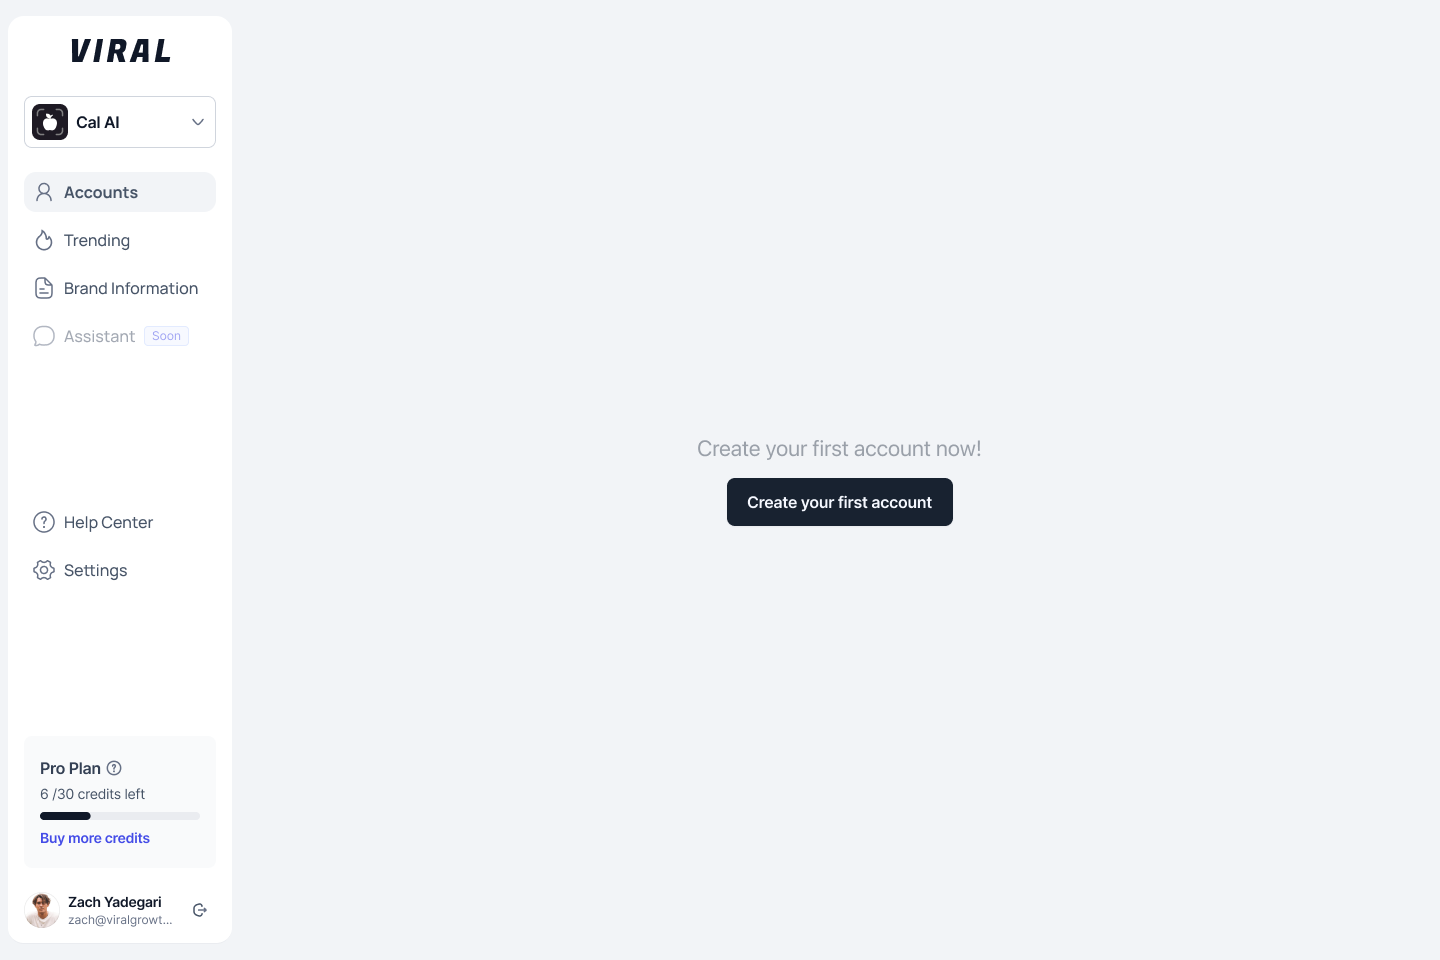 VIRAL
Cal AI
Accounts
Trending
Brand Information
Assistant Soon
Help Center
Settings
Pro Plan
6 /30 credits left
Buy more credits
Zach Yadegari
zach@viralgrowt...
Create your first account now!
Create your first account